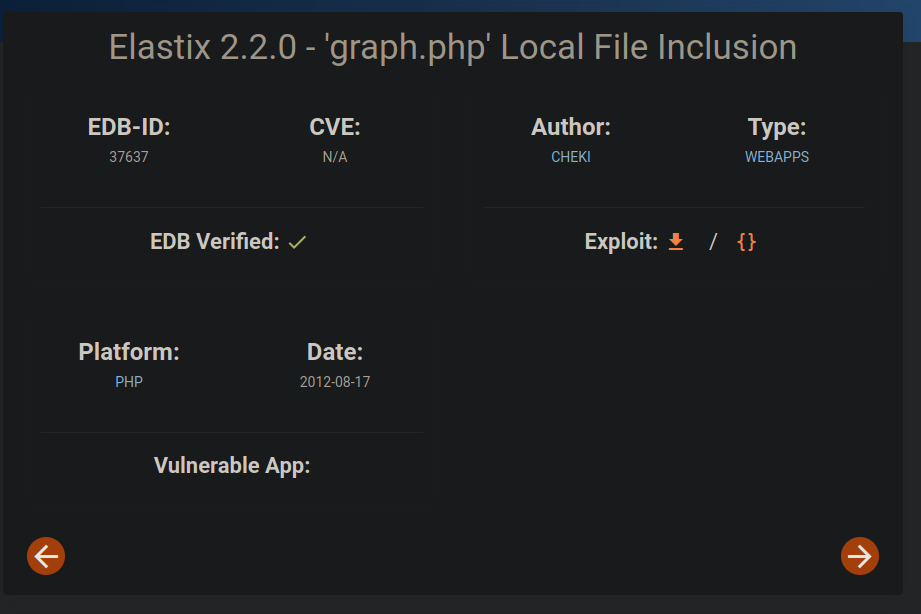 Elastix 2.2.0 - 'graph.php' Local File Inclusion
EDB-ID:
37637
CVE:
N/A
Author:
CHEKI
Type:
WEBAPPS
EDB Verified:
Exploit: / {}
Platform:
PHP
Date:
2012-08-17
Vulnerable App: